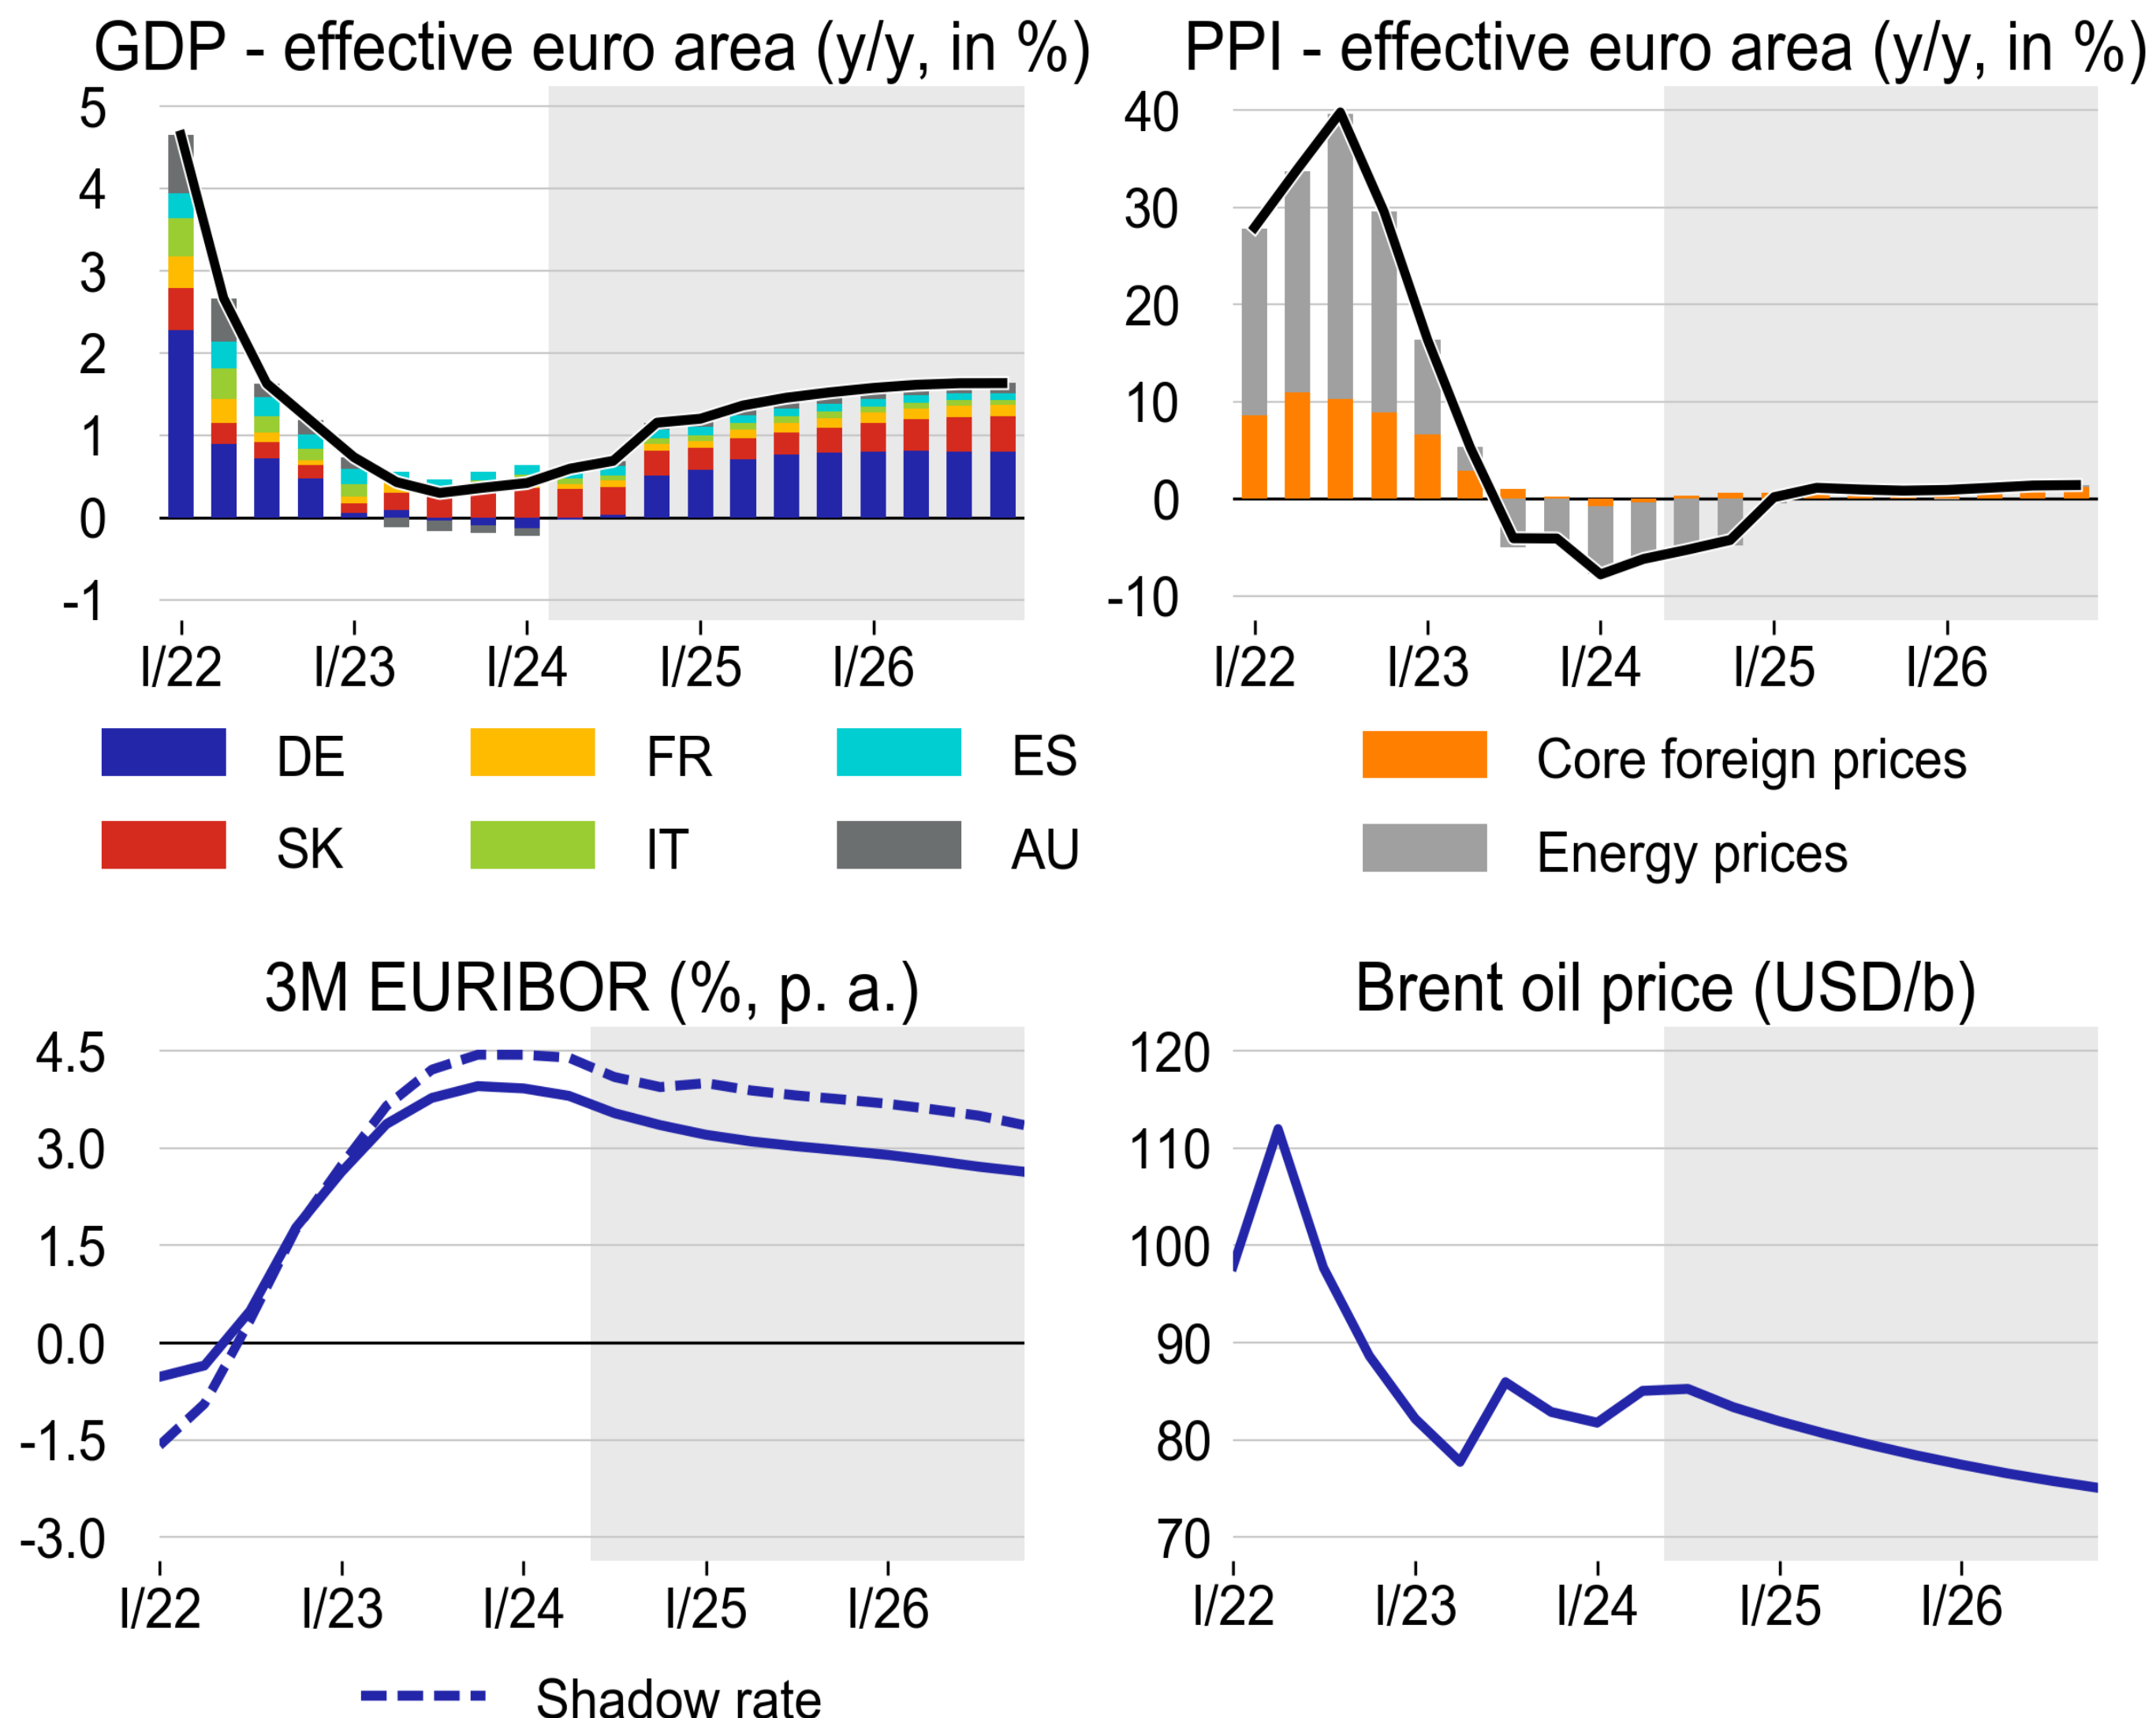 GDP - effective euro area (y/y, in %)
5
4
3
2
1
0
-1
I/22 I/23 I/24 I/25 I/26
DE FR ES
SK IT AU
PPI - effective euro area (y/y, in %)
40
30
20
10
0
-10
I/22 I/23 I/24 I/25 I/26
Core foreign prices
Energy prices
3M EURIBOR (%, p. a.)
4.5
3.0
1.5
0.0
-1.5
-3.0
I/22 I/23 I/24 I/25 I/26
Shadow rate
Brent oil price (USD/b)
120
110
100
90
80
70
I/22 I/23 I/24 I/25 I/26